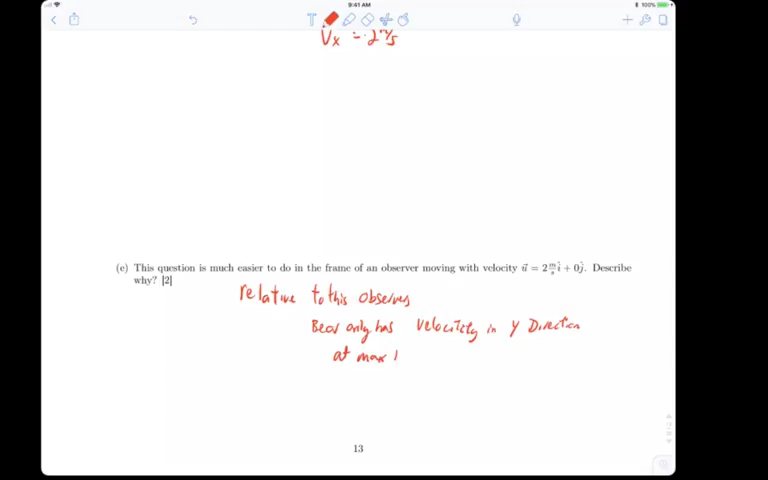 9:41 AM
100%
T
Vx = 2 m/s
(e) This question is much easier to do in the frame of an observer moving with velocity u⃗ = 2 m/s î + 0ĵ. Describe
why? [2]
relative to this observer
only has velocitety in Y Direction
at max
13